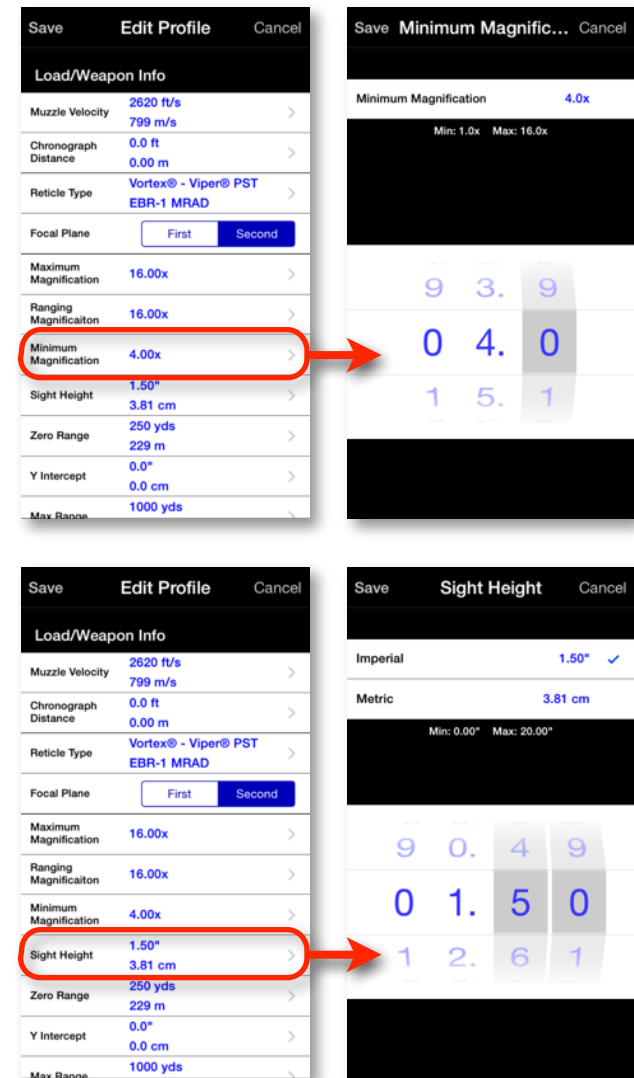 Save Edit Profile Cancel
Load/Weapon Info
Muzzle Velocity 2620 ft/s
799 m/s
Chronograph Distance 0.0 ft
0.00 m
Reticle Type Vortex® - Viper® PST
EBR-1 MRAD
Focal Plane First Second
Maximum Magnification 16.00x
Ranging Magnificaiton 16.00x
Minimum Magnification 4.00x
Sight Height 1.50"
3.81 cm
Zero Range 250 yds
229 m
Y Intercept 0.0"
0.0 cm
Max Range 1000 yds
Save Minimum Magnific... Cancel
Minimum Magnification 4.0x
Min: 1.0x Max: 16.0x
9 3. 9
0 4. 0
1 5. 1
Save Edit Profile Cancel
Load/Weapon Info
Muzzle Velocity 2620 ft/s
799 m/s
Chronograph Distance 0.0 ft
0.00 m
Reticle Type Vortex® - Viper® PST
EBR-1 MRAD
Focal Plane First Second
Maximum Magnification 16.00x
Ranging Magnificaiton 16.00x
Minimum Magnification 4.00x
Sight Height 1.50"
3.81 cm
Zero Range 250 yds
229 m
Y Intercept 0.0"
0.0 cm
Max Range 1000 yds
Save Sight Height Cancel
Imperial 1.50"
Metric 3.81 cm
Min: 0.00" Max: 20.00"
9 0. 4 9
0 1. 5 0
1 2. 6 1